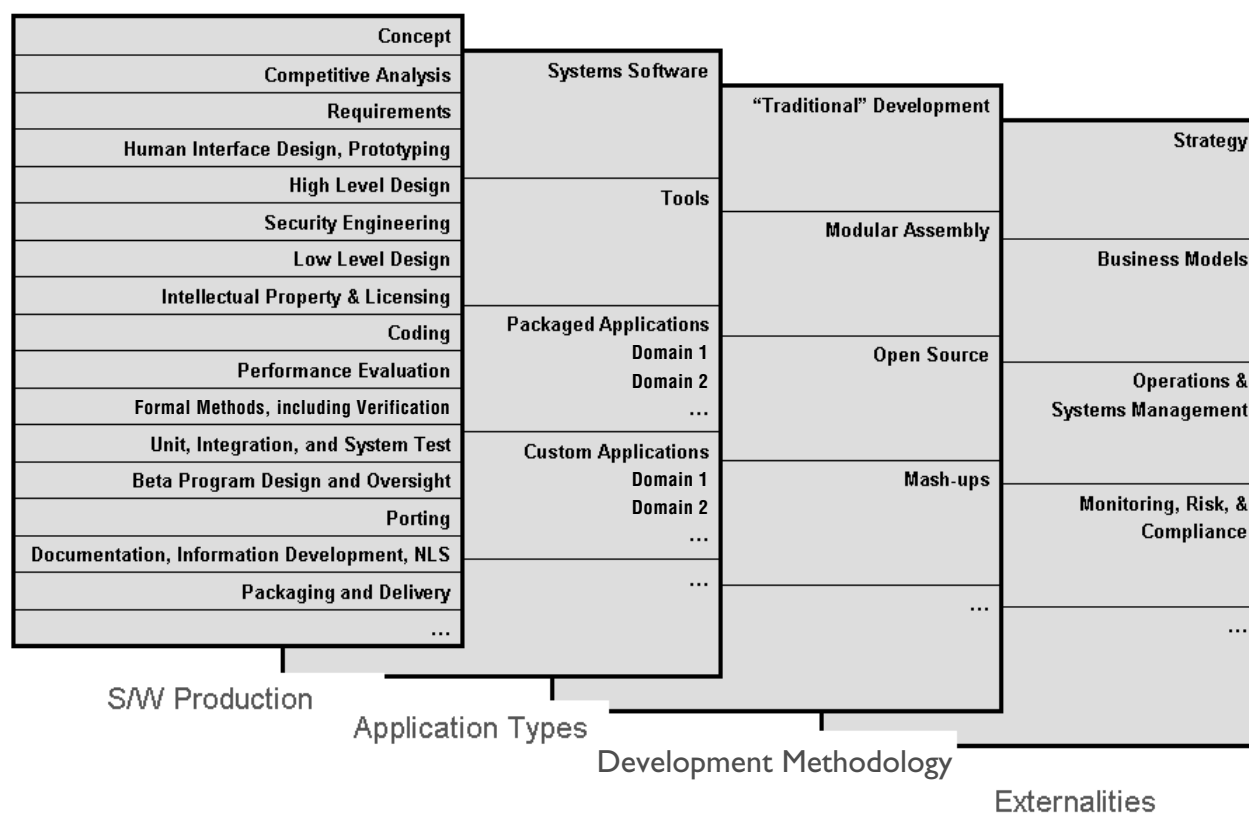 Concept
Competitive Analysis
Requirements
Human Interface Design, Prototyping
High Level Design
Security Engineering
Low Level Design
Intellectual Property & Licensing
Coding
Performance Evaluation
Formal Methods, including Verification
Unit, Integration, and System Test
Beta Program Design and Oversight
Porting
Documentation, Information Development, NLS
Packaging and Delivery
...
S/W Production
Systems Software
Tools
Packaged Applications
Domain 1
Domain 2
...
Custom Applications
Domain 1
Domain 2
...
...
Application Types
“Traditional” Development
Modular Assembly
Open Source
Mash-ups
...
Development Methodology
Strategy
Business Models
Operations &
Systems Management
Monitoring, Risk, &
Compliance
...
Externalities